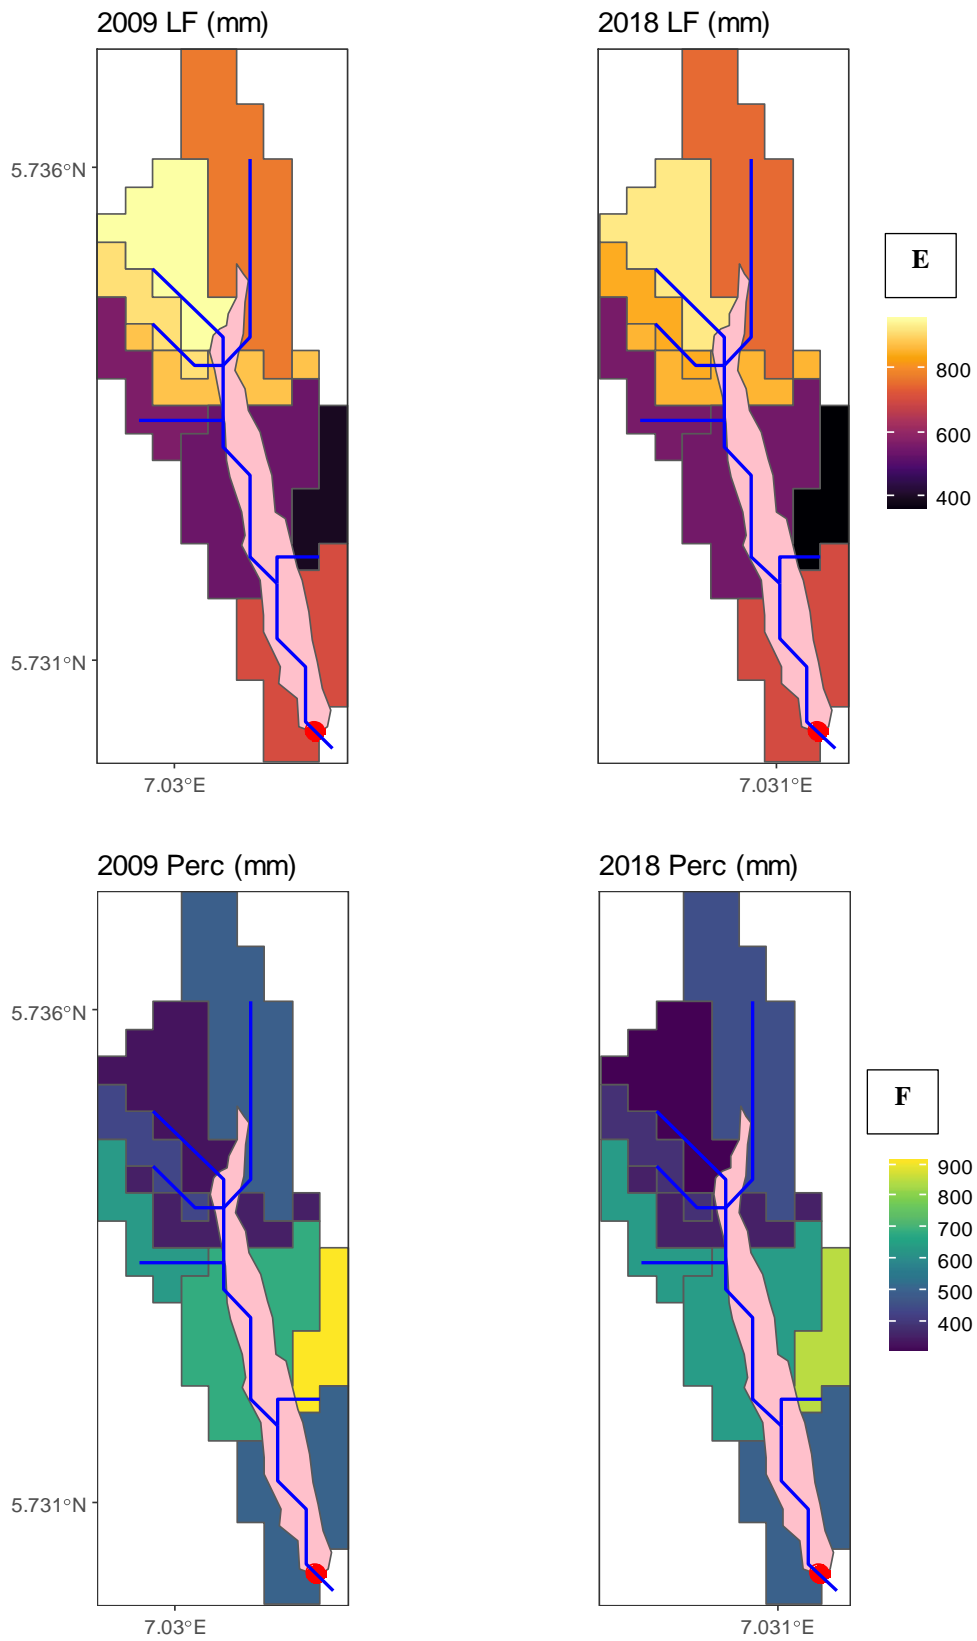 2009 LF (mm)
2018 LF (mm)
5.736°N
5.731°N
7.03°E
7.031°E
E
800
600
400
2009 Perc (mm)
2018 Perc (mm)
5.736°N
5.731°N
7.03°E
7.031°E
F
900
800
700
600
500
400